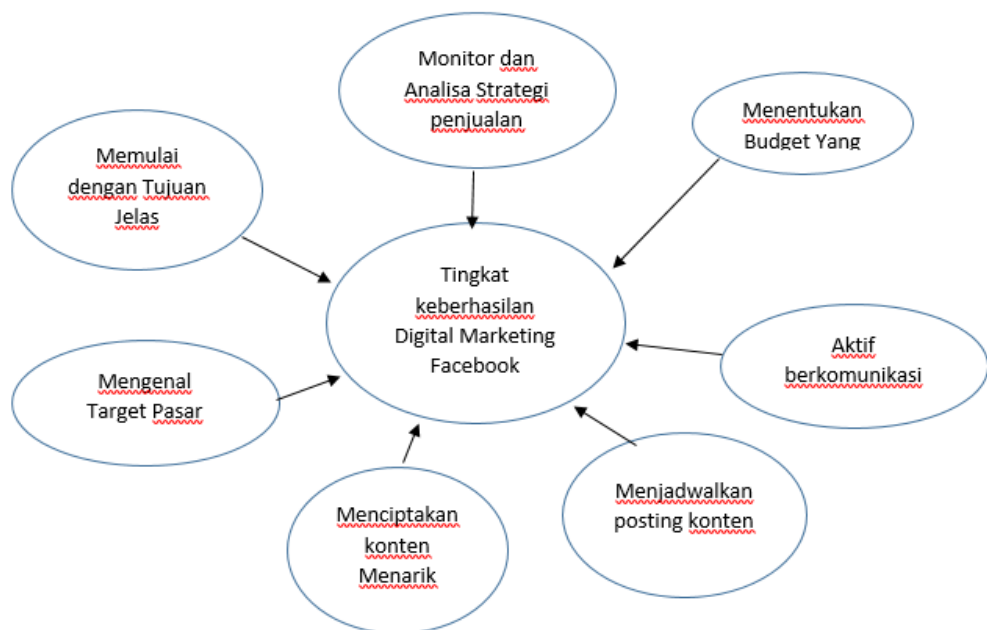 Monitor dan
Analisa Strategi
penjualan
Menentukan
Budget Yang
Memulai
dengan Tujuan
Jelas
Tingkat
keberhasilan
Digital Marketing
Facebook
Aktif
berkomunikasi
Mengenal
Target Pasar
Menjadwalkan
posting konten
Menciptakan
konten
Menarik